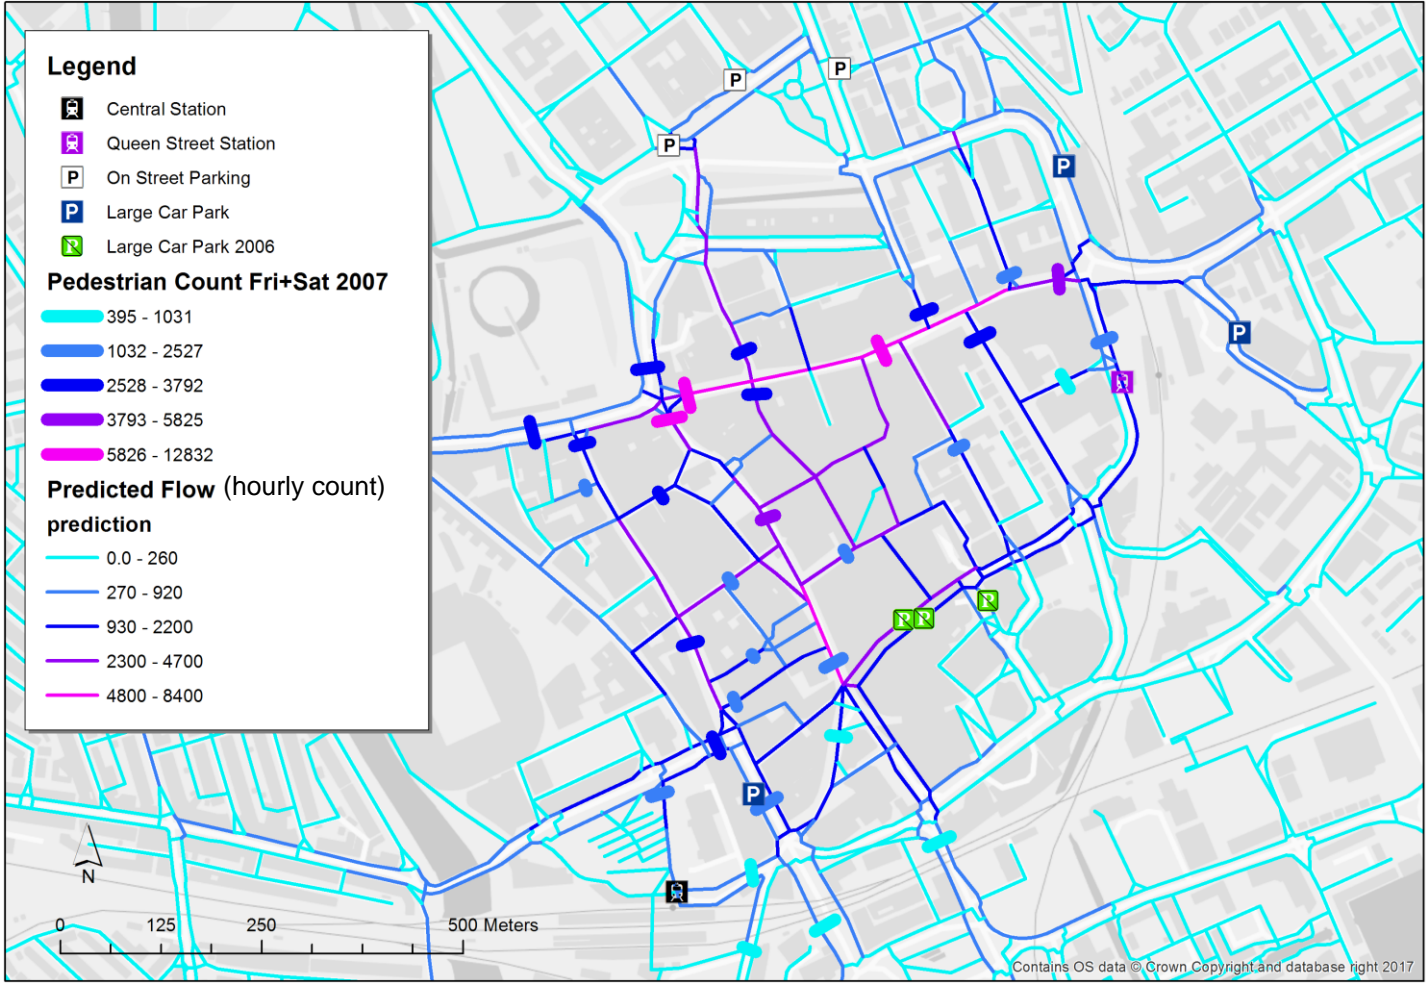 Legend
Central Station
Queen Street Station
P On Street Parking
P Large Car Park
P Large Car Park 2006
Pedestrian Count Fri+Sat 2007
395 - 1031
1032 - 2527
2528 - 3792
3793 - 5825
5826 - 12832
Predicted Flow (hourly count)
prediction
0.0 - 260
270 - 920
930 - 2200
2300 - 4700
4800 - 8400
P
P
P
P
P
P
P
P
P
N
0 125 250 500 Meters
Contains OS data © Crown Copyright and database right 2017